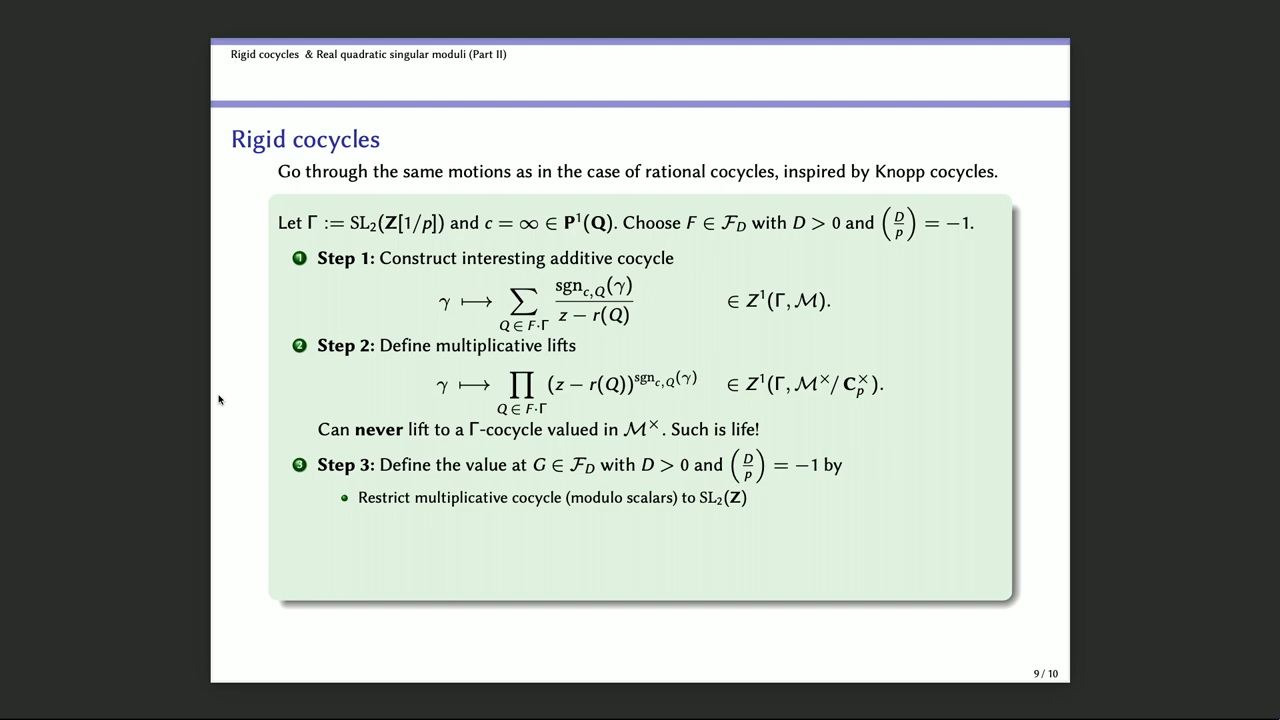 Rigid cocycles & Real quadratic singular moduli (Part II)
Rigid cocycles
Go through the same motions as in the case of rational cocycles, inspired by Knopp cocycles.
Let Γ := SL₂(Z[1/p]) and c = ∞ ∈ P¹(Q). Choose F ∈ ℱ_D with D > 0 and (D/p) = −1.
1 Step 1: Construct interesting additive cocycle
γ ⟼ ∑_{Q ∈ F·Γ} sgn_{c,Q}(γ) / (z − r(Q)) ∈ Z¹(Γ, ℳ).
2 Step 2: Define multiplicative lifts
γ ⟼ ∏_{Q ∈ F·Γ} (z − r(Q))^{sgn_{c,Q}(γ)} ∈ Z¹(Γ, ℳ^×/C_p^×).
Can never lift to a Γ-cocycle valued in ℳ^×. Such is life!
3 Step 3: Define the value at G ∈ ℱ_D with D > 0 and (D/p) = −1 by
• Restrict multiplicative cocycle (modulo scalars) to SL₂(Z)
9 / 10